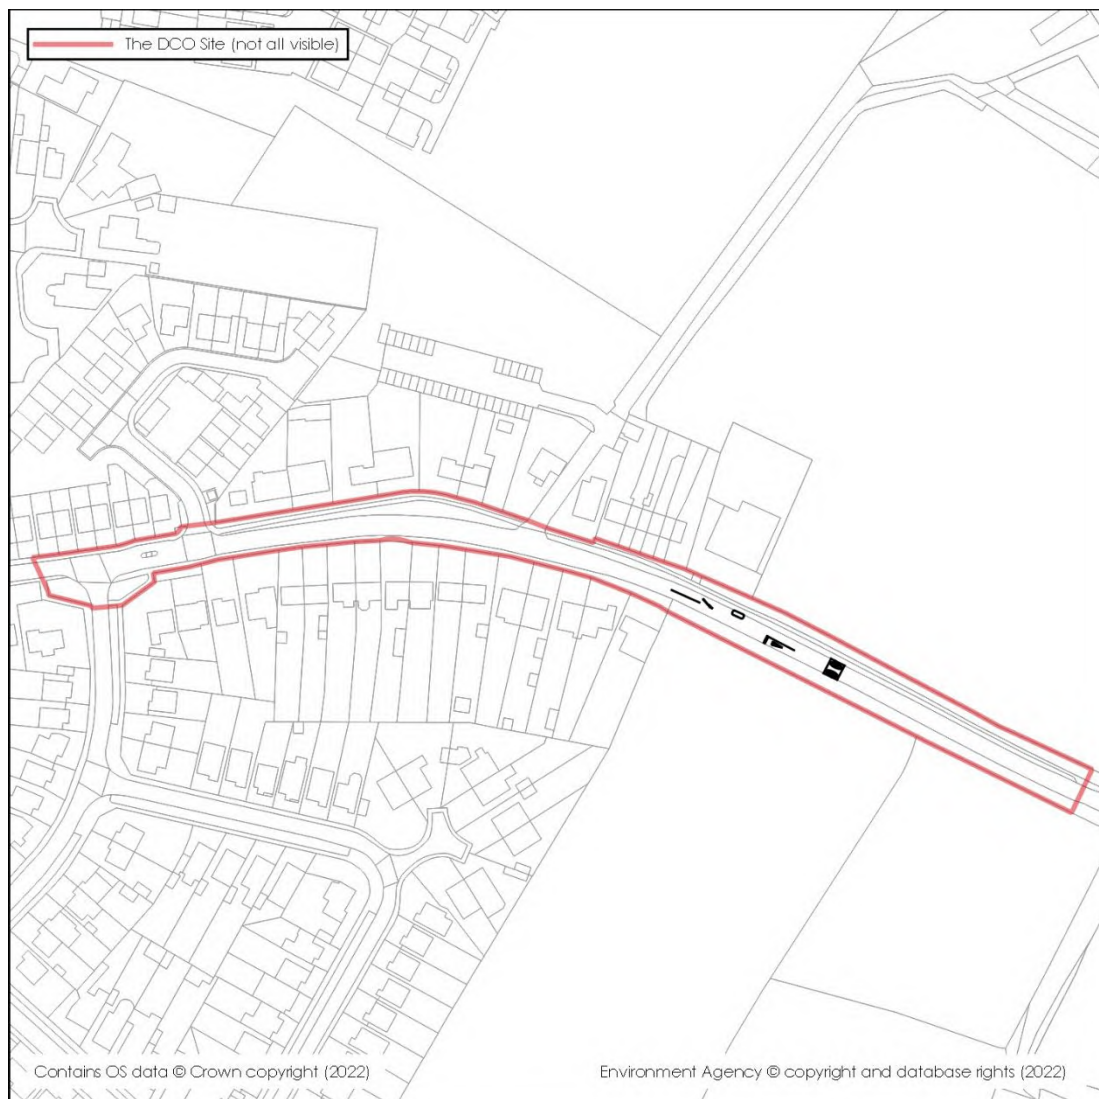 The DCO Site (not all visible)
Contains OS data © Crown copyright (2022)
Environment Agency © copyright and database rights (2022)